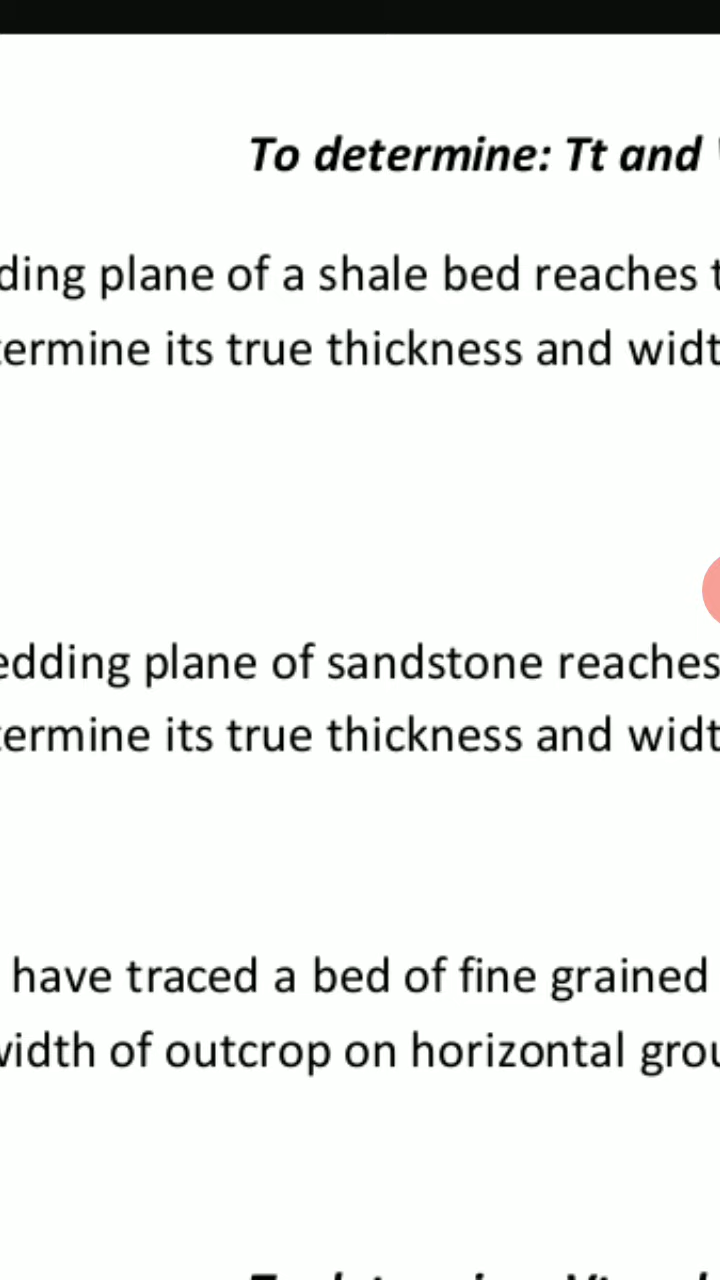 To determine: Tt and
ding plane of a shale bed reaches
ermine its true thickness and widt
edding plane of sandstone reaches
ermine its true thickness and widt
have traced a bed of fine grained
width of outcrop on horizontal grou